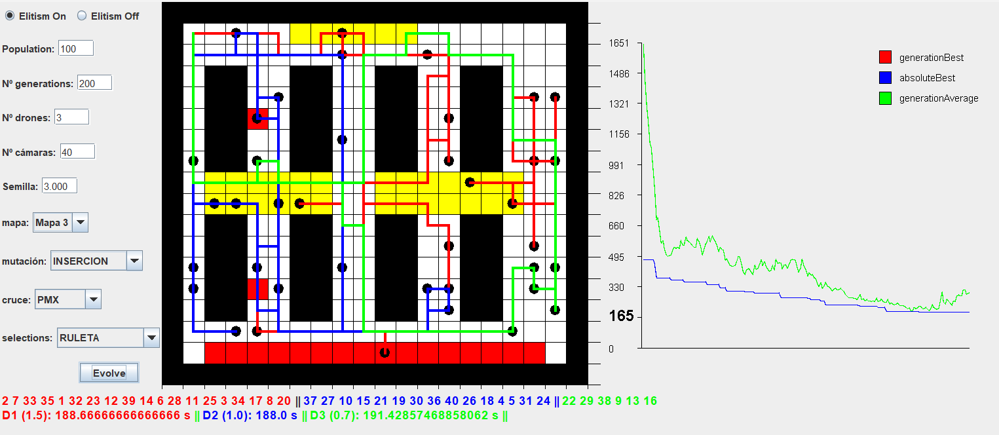 Elitism On Elitism Off
Population: 100
Nº generations: 200
Nº drones: 3
Nº cámaras: 40
Semilla: 3.000
mapa: Mapa 3
mutación: INSERCION
cruce: PMX
selections: RULETA
Evolve
1651
1486
1321
1156
991
826
660
495
330
165
0
generationBest
absoluteBest
generationAverage
2 7 33 35 1 32 23 12 39 14 6 28 11 25 3 34 17 8 20 || 37 27 10 15 21 19 30 36 40 26 18 4 5 31 24 || 22 29 38 9 13 16
D1 (1.5): 188.66666666666666 s || D2 (1.0): 188.0 s || D3 (0.7): 191.42857468858062 s ||